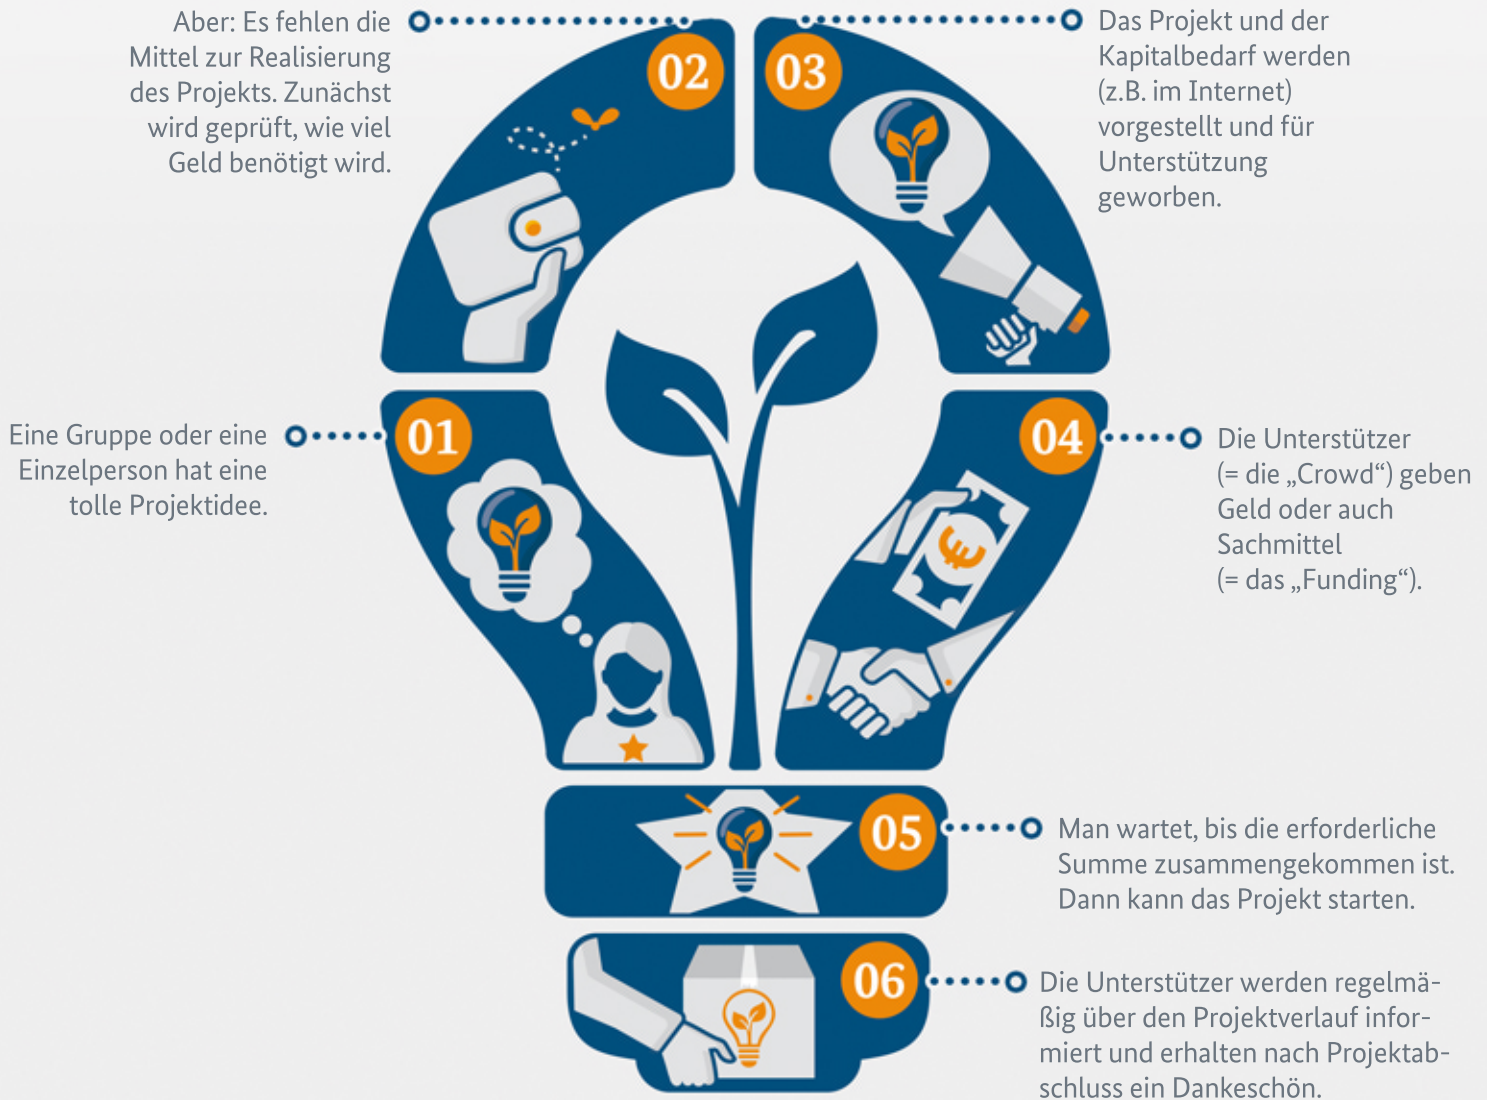 01
Eine Gruppe oder eine
Einzelperson hat eine
tolle Projektidee.
02
Aber: Es fehlen die
Mittel zur Realisierung
des Projekts. Zunächst
wird geprüft, wie viel
Geld benötigt wird.
03
Das Projekt und der
Kapitalbedarf werden
(z.B. im Internet)
vorgestellt und für
Unterstützung
geworben.
04
Die Unterstützer
(= die „Crowd“) geben
Geld oder auch
Sachmittel
(= das „Funding“).
€
05
Man wartet, bis die erforderliche
Summe zusammengekommen ist.
Dann kann das Projekt starten.
06
Die Unterstützer werden regelmä-
ßig über den Projektverlauf infor-
miert und erhalten nach Projektab-
schluss ein Dankeschön.